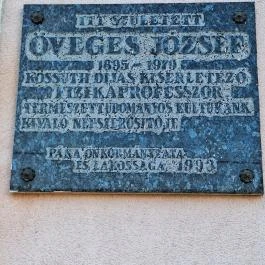 ITT SZÜLETETT
ÖVEGES JÓZSEF
1895 - 1979
KOSSUTH DÍJAS KÍSÉRLETEZŐ
FIZIKAPROFESSZOR
TERMÉSZETTUDOMÁNYOS KULTÚRÁNK
KIVÁLÓ NÉPSZERŰSÍTŐJE
PÁKA ÖNKORMÁNYZATA
ÉS LAKOSSÁGA 1993